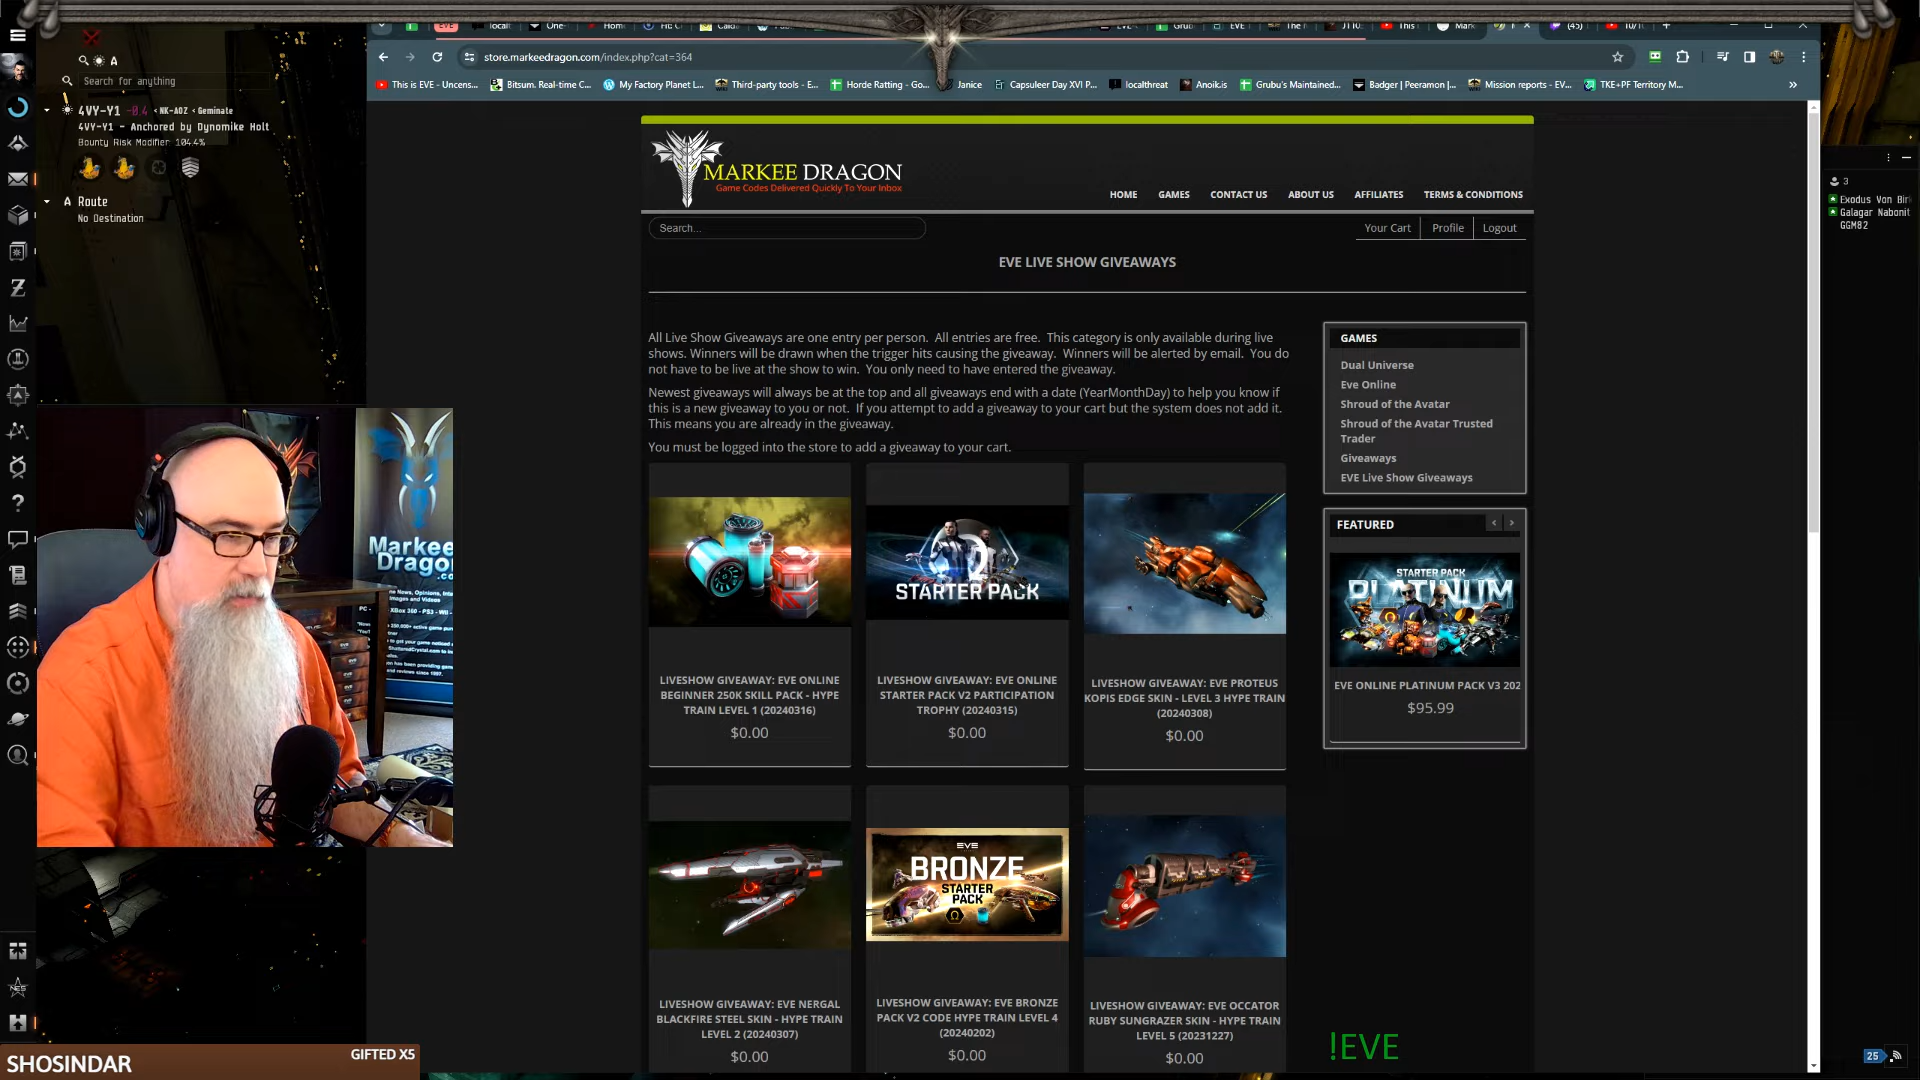 EVE
store.markeedragon.com/index.php?cat=364
This is EVE - Uncens...
Bitsum. Real-time C...
My Factory Planet L...
Third-party tools - E...
Horde Ratting - Go...
Janice
Capsuleer Day XVI P...
localthreat
Anoik.is
Grubu's Maintained...
Badger | Peeramon |...
Mission reports - EV...
TKE+PF Territory M...
A
Search for anything
4VY-Y1 -0.4 < NK-AOZ < Geminate
4VY-Y1 - Anchored by Dynomike Holt
Bounty Risk Modifier 104.4%
A Route
No Destination
MARKEE DRAGON
Game Codes Delivered Quickly To Your Inbox
HOME
GAMES
CONTACT US
ABOUT US
AFFILIATES
TERMS & CONDITIONS
Search...
Your Cart
Profile
Logout
EVE LIVE SHOW GIVEAWAYS
All Live Show Giveaways are one entry per person. All entries are free. This category is only available during live
shows. Winners will be drawn when the trigger hits causing the giveaway. Winners will be alerted by email. You do
not have to be live at the show to win. You only need to have entered the giveaway.
Newest giveaways will always be at the top and all giveaways end with a date (YearMonthDay) to help you know if
this is a new giveaway to you or not. If you attempt to add a giveaway to your cart but the system does not add it.
This means you are already in the giveaway.
You must be logged into the store to add a giveaway to your cart.
GAMES
Dual Universe
Eve Online
Shroud of the Avatar
Shroud of the Avatar Trusted
Trader
Giveaways
EVE Live Show Giveaways
FEATURED
STARTER PACK
PLATINUM
EVE ONLINE PLATINUM PACK V3 202
$95.99
STARTER PACK
LIVESHOW GIVEAWAY: EVE ONLINE
BEGINNER 250K SKILL PACK - HYPE
TRAIN LEVEL 1 (20240316)
$0.00
LIVESHOW GIVEAWAY: EVE ONLINE
STARTER PACK V2 PARTICIPATION
TROPHY (20240315)
$0.00
LIVESHOW GIVEAWAY: EVE PROTEUS
KOPIS EDGE SKIN - LEVEL 3 HYPE TRAIN
(20240308)
$0.00
EVE
BRONZE
STARTER
PACK
LIVESHOW GIVEAWAY: EVE NERGAL
BLACKFIRE STEEL SKIN - HYPE TRAIN
LEVEL 2 (20240307)
$0.00
LIVESHOW GIVEAWAY: EVE BRONZE
PACK V2 CODE HYPE TRAIN LEVEL 4
(20240202)
$0.00
LIVESHOW GIVEAWAY: EVE OCCATOR
RUBY SUNGRAZER SKIN - HYPE TRAIN
LEVEL 5 (20231227)
$0.00
!EVE
Markee
Dragon
.co
3
Exodus Von Bir
Galagar Nabonit
GGM82
SHOSINDAR
GIFTED X5
25